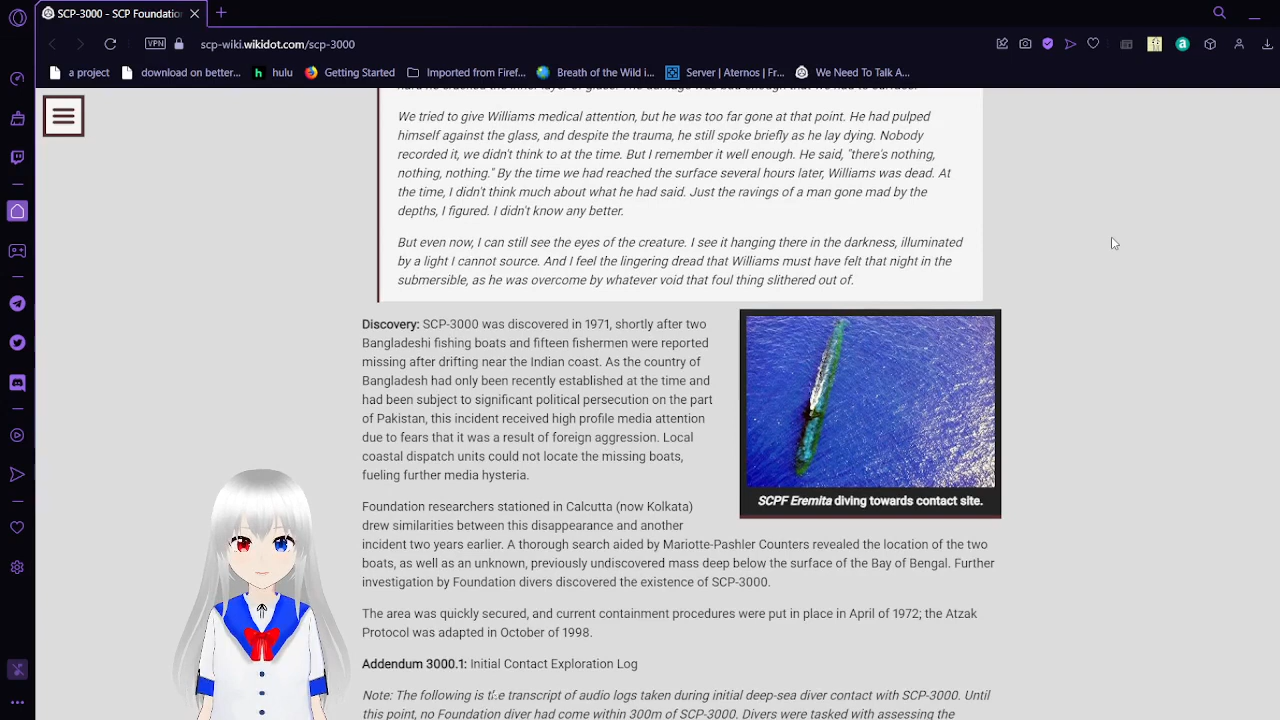 SCP-3000 - SCP Foundatio
VPN
scp-wiki.wikidot.com/scp-3000
a project
download on better...
hulu
Getting Started
Imported from Firef...
Breath of the Wild i...
Server | Aternos | Fr...
We Need To Talk A...
We tried to give Williams medical attention, but he was too far gone at that point. He had pulped
himself against the glass, and despite the trauma, he still spoke briefly as he lay dying. Nobody
recorded it, we didn't think to at the time. But I remember it well enough. He said, "there's nothing,
nothing, nothing." By the time we had reached the surface several hours later, Williams was dead. At
the time, I didn't think much about what he had said. Just the ravings of a man gone mad by the
depths, I figured. I didn't know any better.
But even now, I can still see the eyes of the creature. I see it hanging there in the darkness, illuminated
by a light I cannot source. And I feel the lingering dread that Williams must have felt that night in the
submersible, as he was overcome by whatever void that foul thing slithered out of.
Discovery: SCP-3000 was discovered in 1971, shortly after two
Bangladeshi fishing boats and fifteen fishermen were reported
missing after drifting near the Indian coast. As the country of
Bangladesh had only been recently established at the time and
had been subject to significant political persecution on the part
of Pakistan, this incident received high profile media attention
due to fears that it was a result of foreign aggression. Local
coastal dispatch units could not locate the missing boats,
fueling further media hysteria.
SCPF Eremita diving towards contact site.
Foundation researchers stationed in Calcutta (now Kolkata)
drew similarities between this disappearance and another
incident two years earlier. A thorough search aided by Mariotte-Pashler Counters revealed the location of the two
boats, as well as an unknown, previously undiscovered mass deep below the surface of the Bay of Bengal. Further
investigation by Foundation divers discovered the existence of SCP-3000.
The area was quickly secured, and current containment procedures were put in place in April of 1972; the Atzak
Protocol was adapted in October of 1998.
Addendum 3000.1: Initial Contact Exploration Log
Note: The following is the transcript of audio logs taken during initial deep-sea diver contact with SCP-3000. Until
this point, no Foundation diver had come within 300m of SCP-3000. Divers were tasked with assessing the